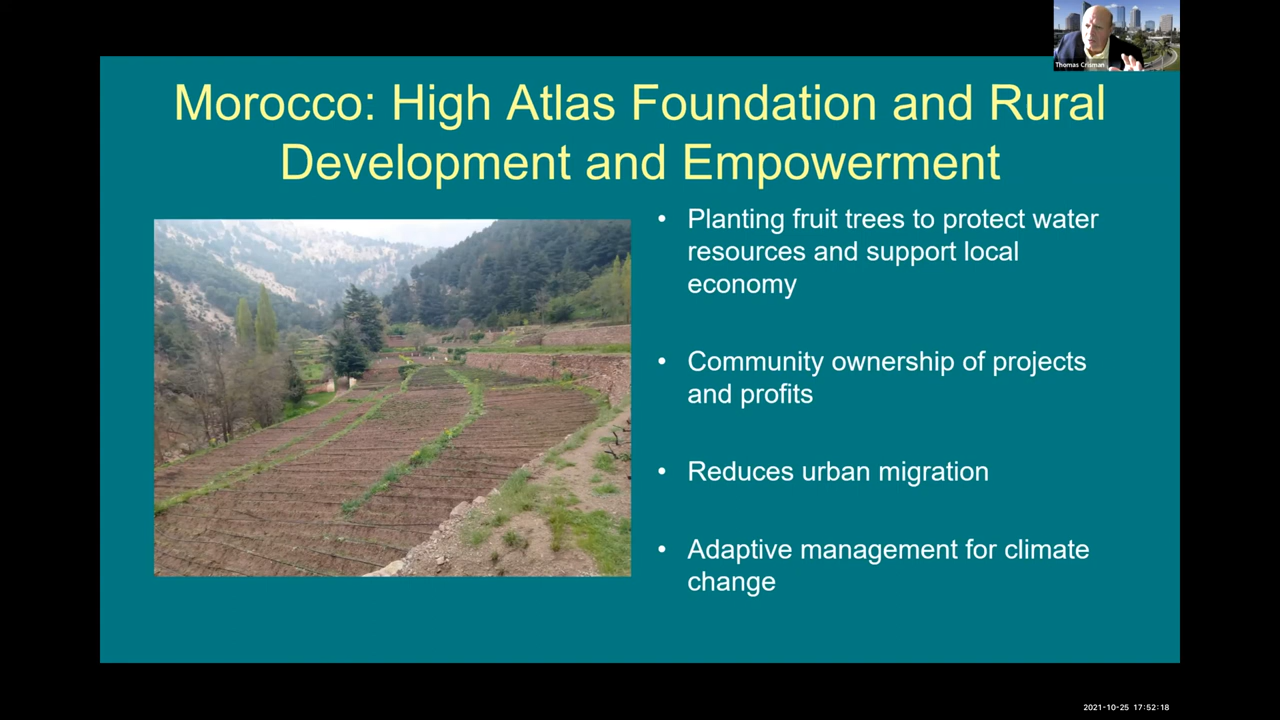 Thomas Crisman
Morocco: High Atlas Foundation and Rural
Development and Empowerment
• Planting fruit trees to protect water
resources and support local
economy
• Community ownership of projects
and profits
• Reduces urban migration
• Adaptive management for climate
change
2021-10-25 17:52:18